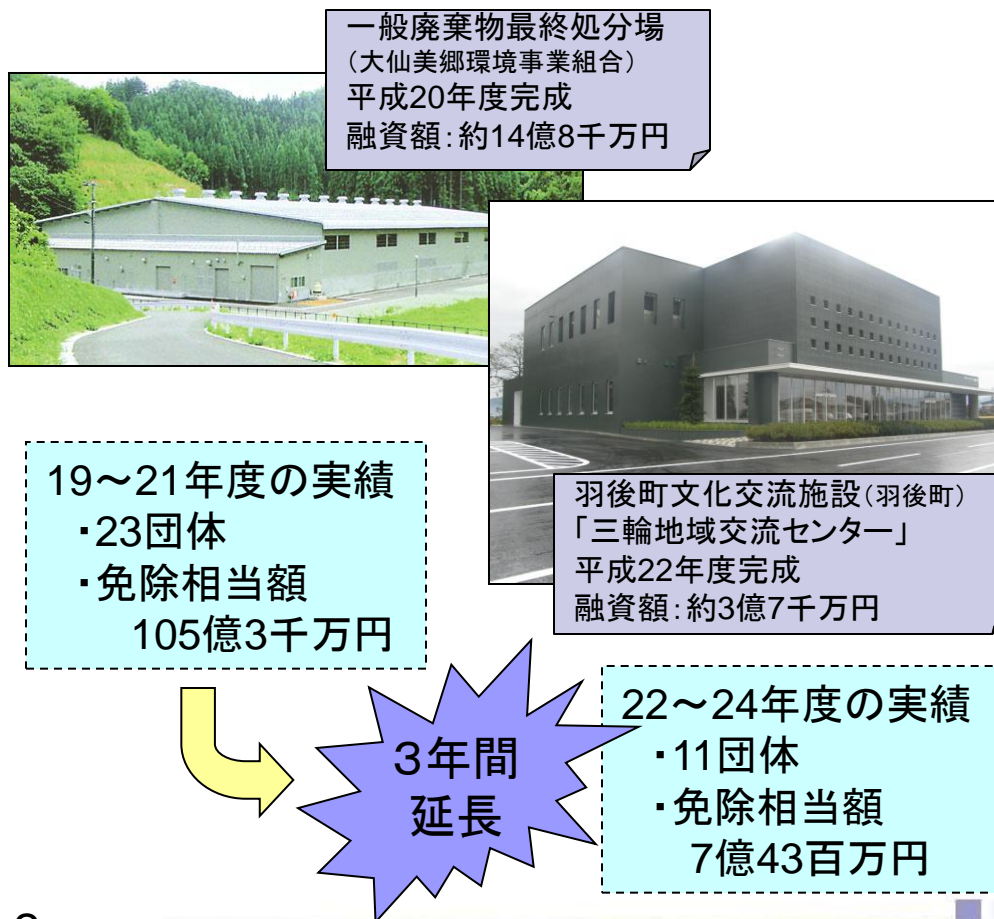 一般廃棄物最終処分場
（大仙美郷環境事業組合）
平成20年度完成
融資額：約14億8千万円
羽後町文化交流施設（羽後町）
「三輪地域交流センター」
平成22年度完成
融資額：約3億7千万円
19～21年度の実績
・23団体
・免除相当額
105億3千万円
3年間
延長
22～24年度の実績
・11団体
・免除相当額
7億43百万円